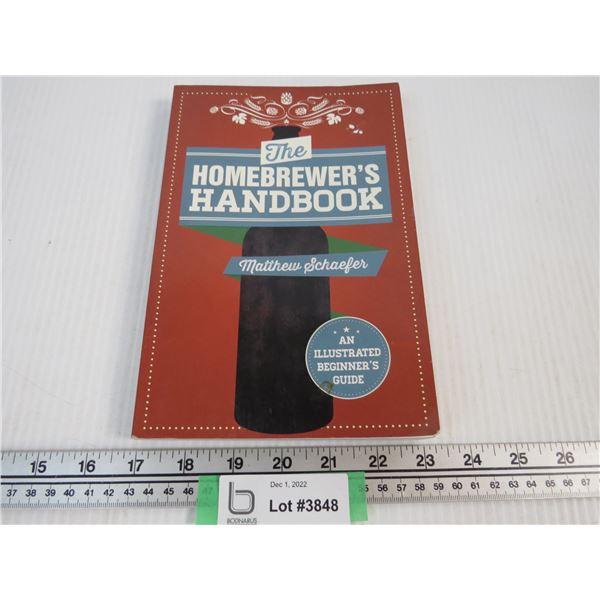 The
HOMEBREWER'S
HANDBOOK
Matthew Schaefer
AN
ILLUSTRATED
BEGINNER'S
GUIDE
15 16 17 18 19 20 21 22 23 24 25 26
37 38 39 40 41 42 43 44 45 46 47 55 56 57 58 59 60 61 62 63 64 65 66 67
Dec 1, 2022
b Lot #3848
BODNARUS